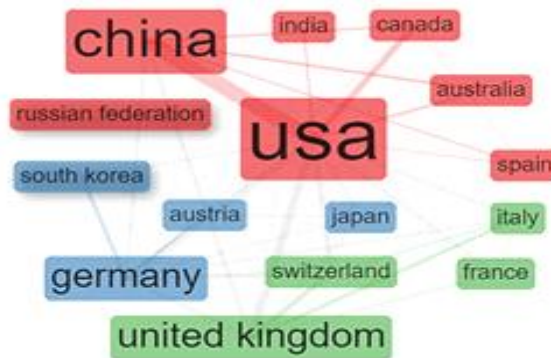 china
india
canada
australia
russian federation
usa
spain
south korea
austria
japan
italy
germany
switzerland
france
united kingdom